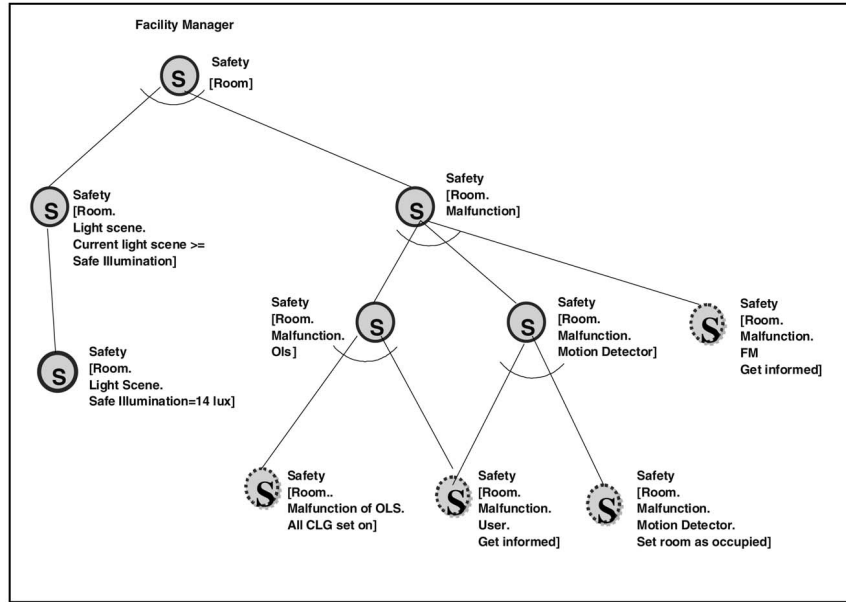 Facility Manager
S
Safety
[Room]
S
Safety
[Room.
Light scene.
Current light scene >=
Safe Illumination]
S
Safety
[Room.
Malfunction]
Safety
[Room.
Malfunction.
Ols]
S
S
Safety
[Room.
Malfunction.
Motion Detector]
S
Safety
[Room.
Malfunction.
FM
Get informed]
S
Safety
[Room.
Light Scene.
Safe Illumination=14 lux]
S
Safety
[Room..
Malfunction of OLS.
All CLG set on]
S
Safety
[Room.
Malfunction.
User.
Get informed]
S
Safety
[Room.
Malfunction.
Motion Detector.
Set room as occupied]